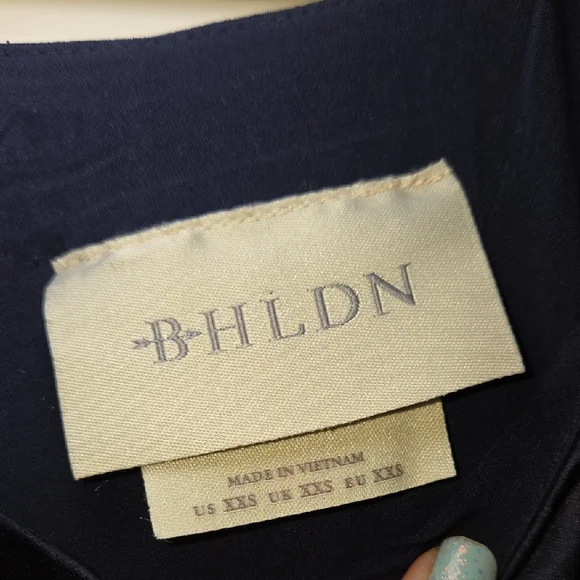 BHLDN
MADE IN VIETNAM
US XXS UK XXS EU XXS